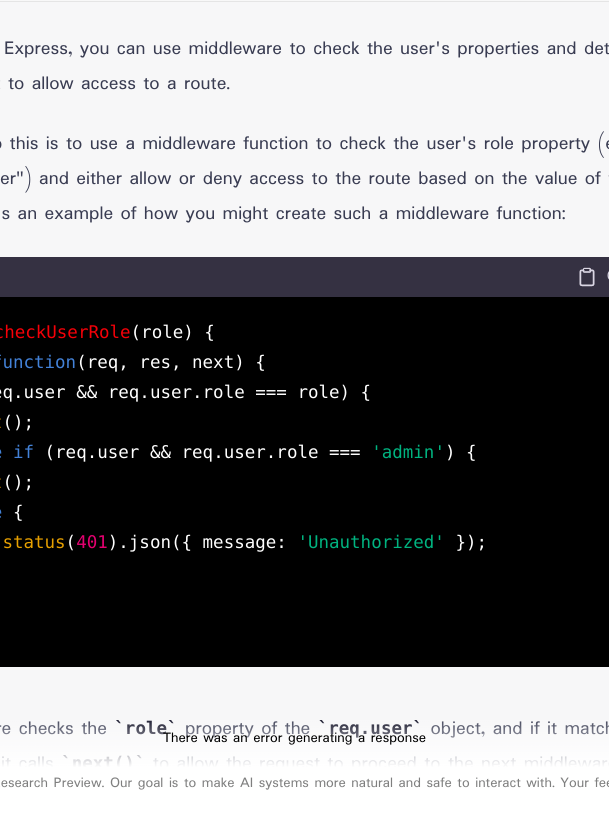 Express, you can use middleware to check the user's properties and det
to allow access to a route.
this is to use a middleware function to check the user's role property (
er") and either allow or deny access to the route based on the value of
s an example of how you might create such a middleware function:
checkUserRole(role) {
function(req, res, next) {
eq.user && req.user.role === role) {
();
if (req.user && req.user.role === 'admin') {
();
{
status(401).json({ message: 'Unauthorized' });
re checks the `role` property of the `req.user` object, and if it match
There was an error generating a response
it calls `next()` to allow the request to proceed to the next middleware
esearch Preview. Our goal is to make AI systems more natural and safe to interact with. Your fee